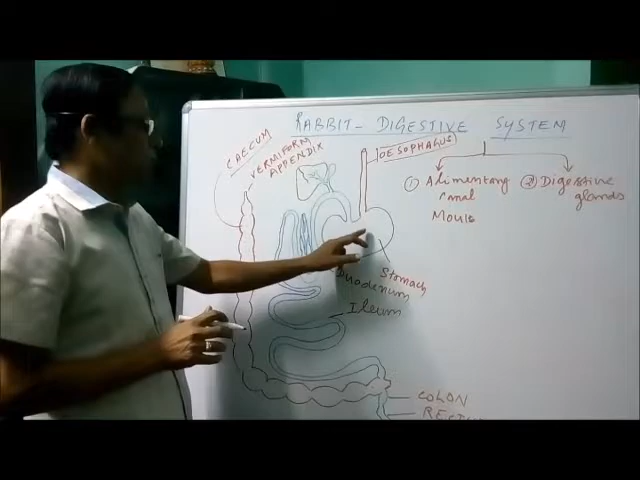 RABBIT - DIGESTIVE SYSTEM
CAECUM
VERMIFORM
APPENDIX
OESOPHAGUS
① Alimentary
canal
② Digestive
glands
Mouth
Stomach
Duodenum
Ileum
COLON